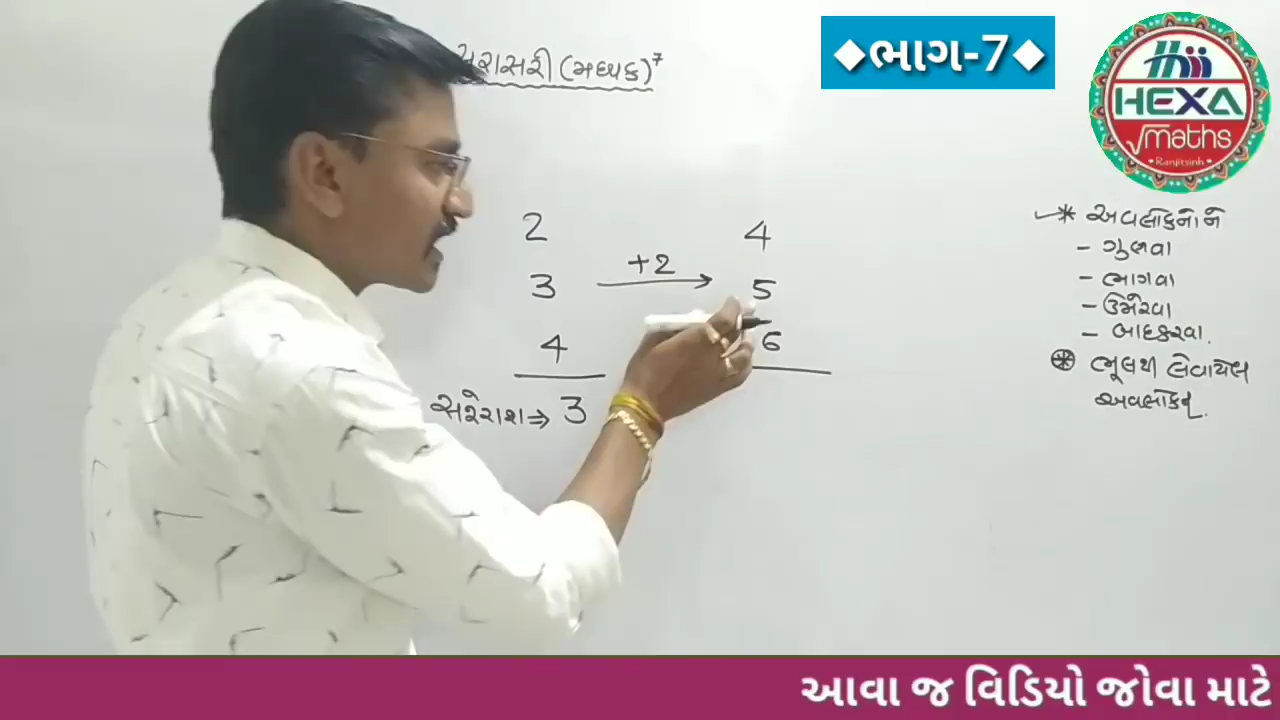 સરાસરી (મધ્યક) 7
◆ભાગ-7◆
HEXA
√maths
Ranjitsinh
2
3
4
સરેરાશ ⇒ 3
+2
4
5
6
* અવલોકનોને
- ગુણવા
- ભાગવા
- ઉમેરવા
- બાદકરવા.
⊛ ભૂલથી લેવાયેલ
અવલોકન.
આવા જ વિડિયો જોવા માટે